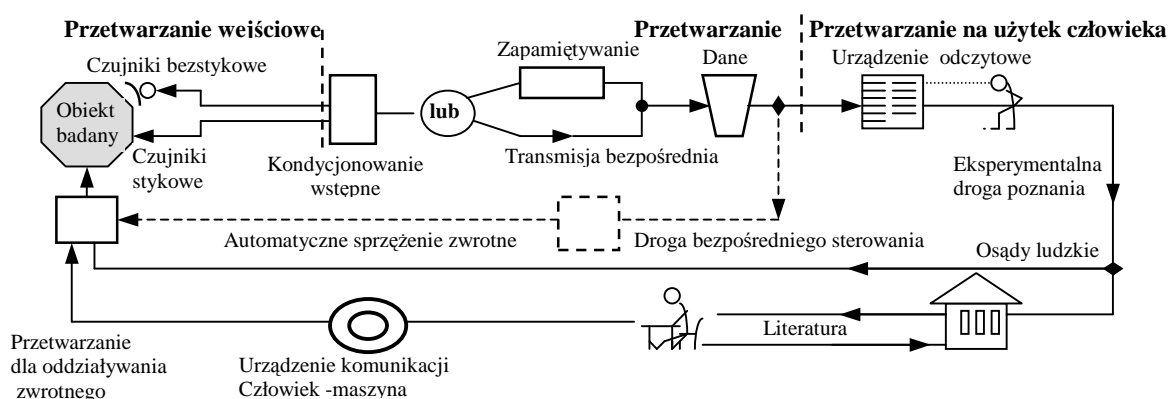 Przetwarzanie wejściowe
Przetwarzanie
Przetwarzanie na użytek człowieka
Czujniki bezstykowe
Zapamiętywanie
Dane
Urządzenie odczytowe
Obiekt
badany
lub
Czujniki
stykowe
Kondycjonowanie
wstępne
Transmisja bezpośrednia
Eksperymentalna
droga poznania
Automatyczne sprzężenie zwrotne
Droga bezpośredniego sterowania
Osądy ludzkie
Literatura
Przetwarzanie
dla oddziaływania
zwrotnego
Urządzenie komunikacji
Człowiek -maszyna